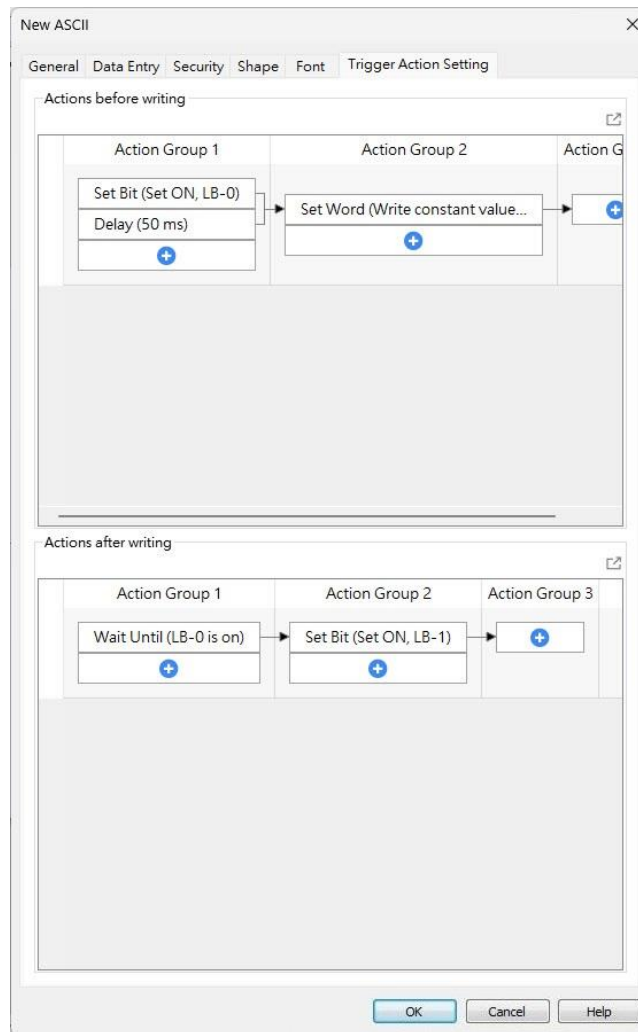 New ASCII
General Data Entry Security Shape Font Trigger Action Setting
Actions before writing
Action Group 1 Action Group 2 Action G
Set Bit (Set ON, LB-0)
Delay (50 ms)
Set Word (Write constant value...
Actions after writing
Action Group 1 Action Group 2 Action Group 3
Wait Until (LB-0 is on) Set Bit (Set ON, LB-1)
OK Cancel Help